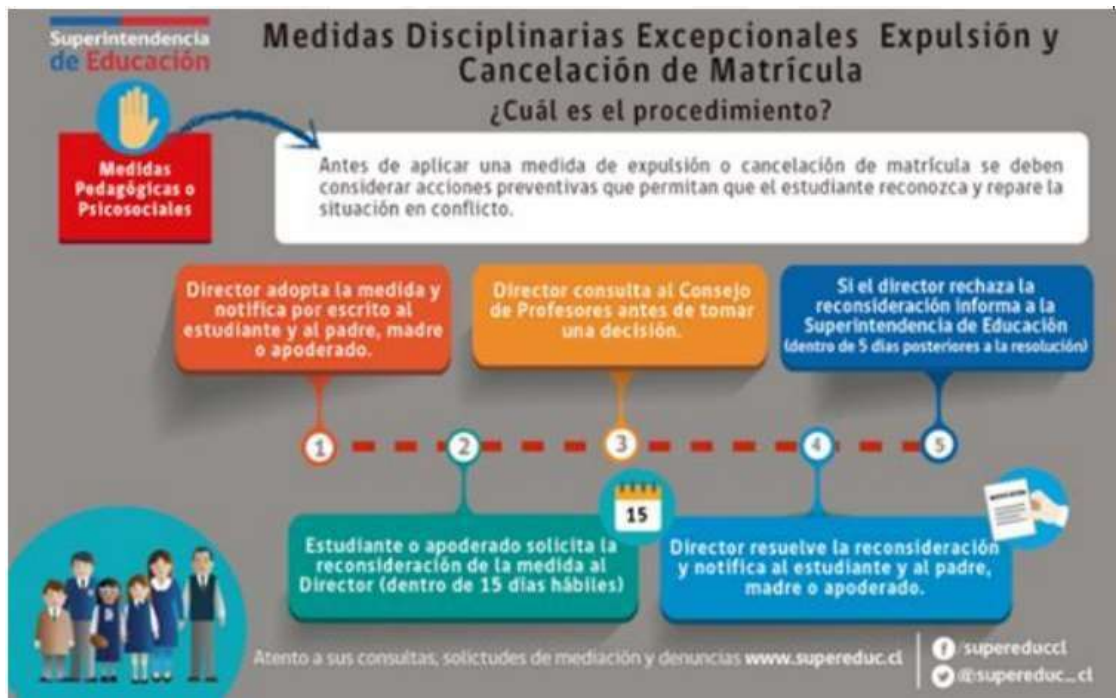 Superintendencia
de Educación
Medidas Disciplinarias Excepcionales Expulsión y
Cancelación de Matrícula
¿Cuál es el procedimiento?
Medidas
Pedagógicas o
Psicosociales
Antes de aplicar una medida de expulsión o cancelación de matrícula se deben
considerar acciones preventivas que permitan que el estudiante reconozca y repare la
situación en conflicto.
Director adopta la medida y
notifica por escrito al
estudiante y al padre, madre
o apoderado.
1
2
Estudiante o apoderado solicita la
reconsideración de la medida al
Director (dentro de 15 días hábiles)
15
Director consulta al Consejo
de Profesores antes de tomar
una decisión.
3
4
Director resuelve la reconsideración
y notifica al estudiante y al padre,
madre o apoderado.
Si el director rechaza la
reconsideración informa a la
Superintendencia de Educación
(dentro de 5 días posteriores a la resolución)
5
Atento a sus consultas, solictudes de mediación y denuncias www.supereduc.cl
/supereduccl
@supereduc_cl